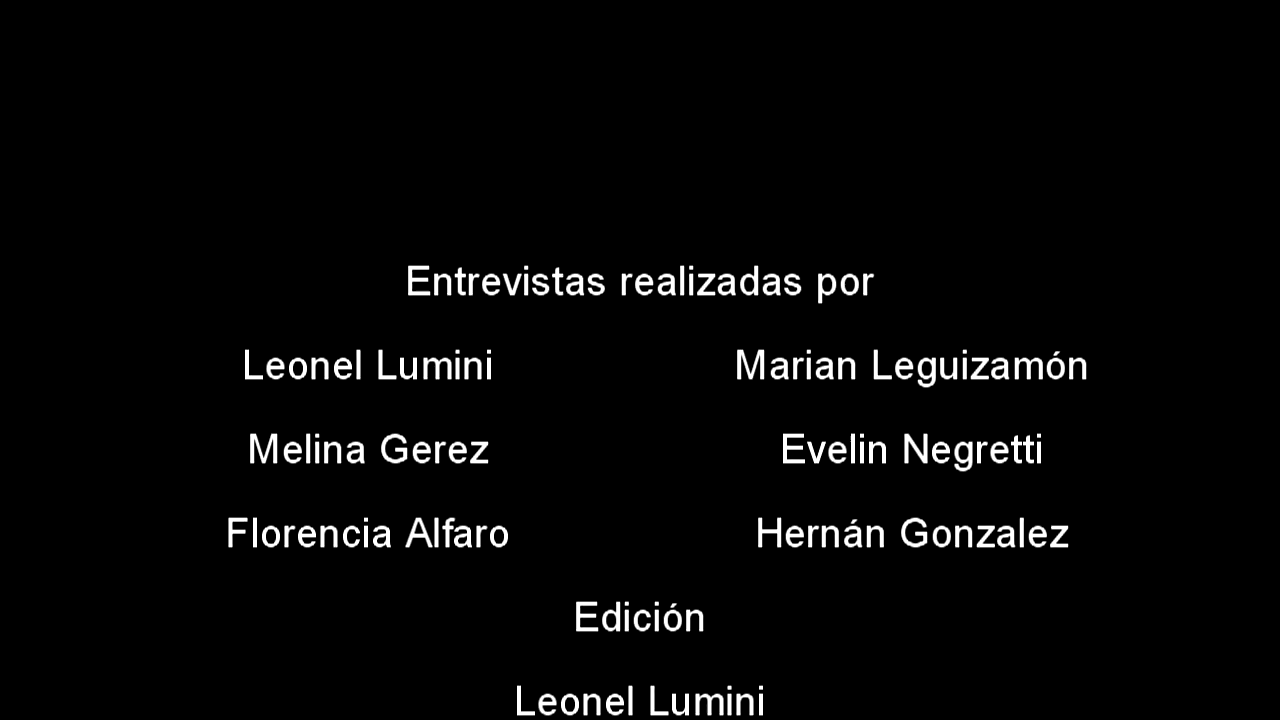 Entrevistas realizadas por
Leonel Lumini Marian Leguizamón
Melina Gerez Evelin Negretti
Florencia Alfaro Hernán Gonzalez
Edición
Leonel Lumini